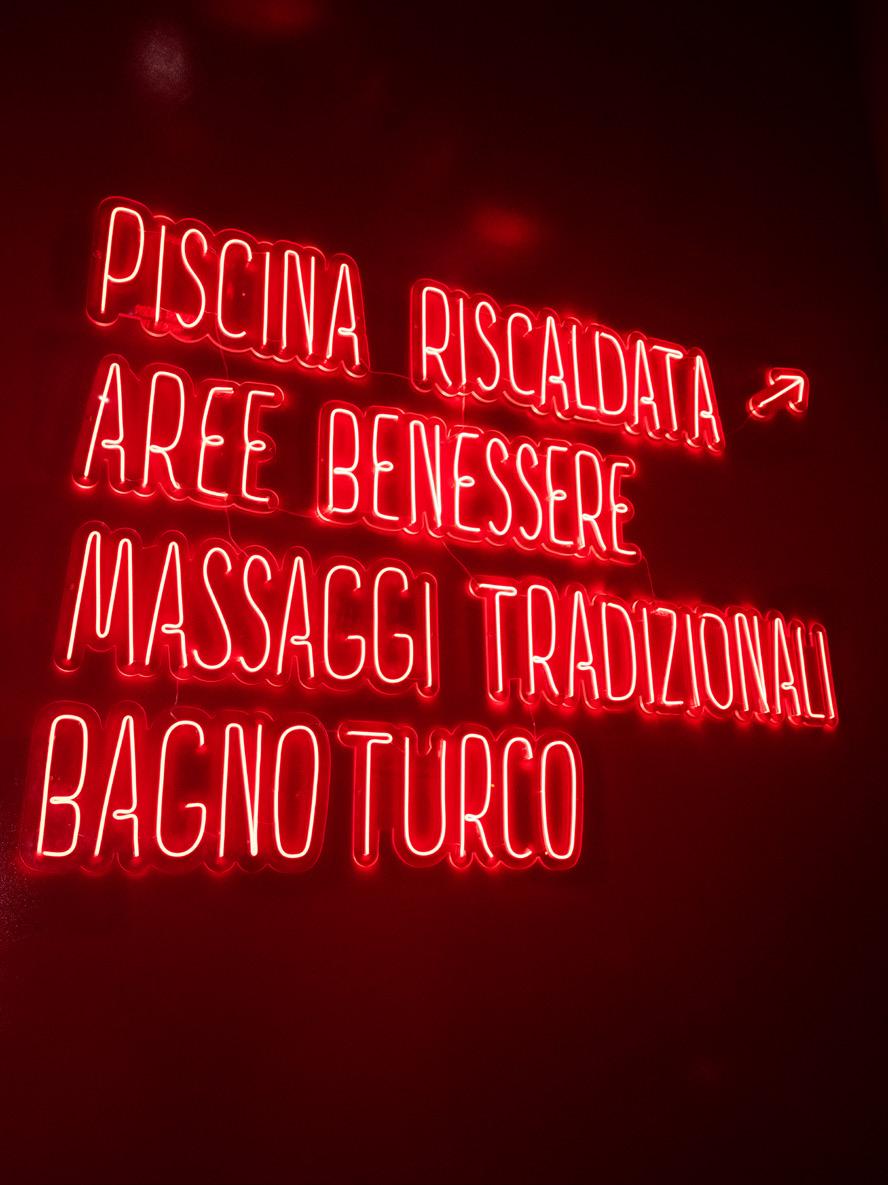 PISCINA RISCALDATA ↗
AREE BENESSERE
MASSAGGI TRADIZIONALI
BAGNO TURCO